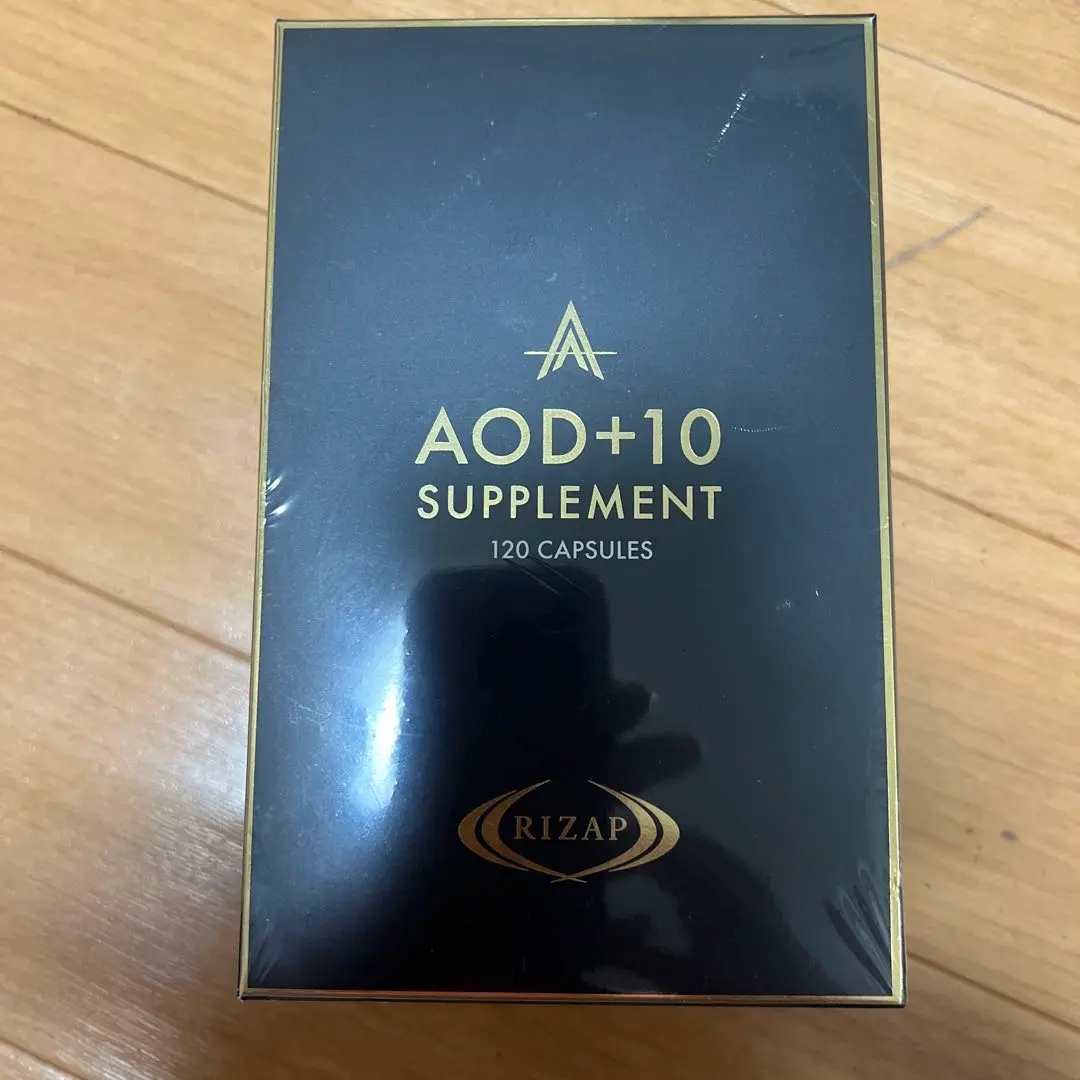 AOD+10
SUPPLEMENT
120 CAPSULES
RIZAP